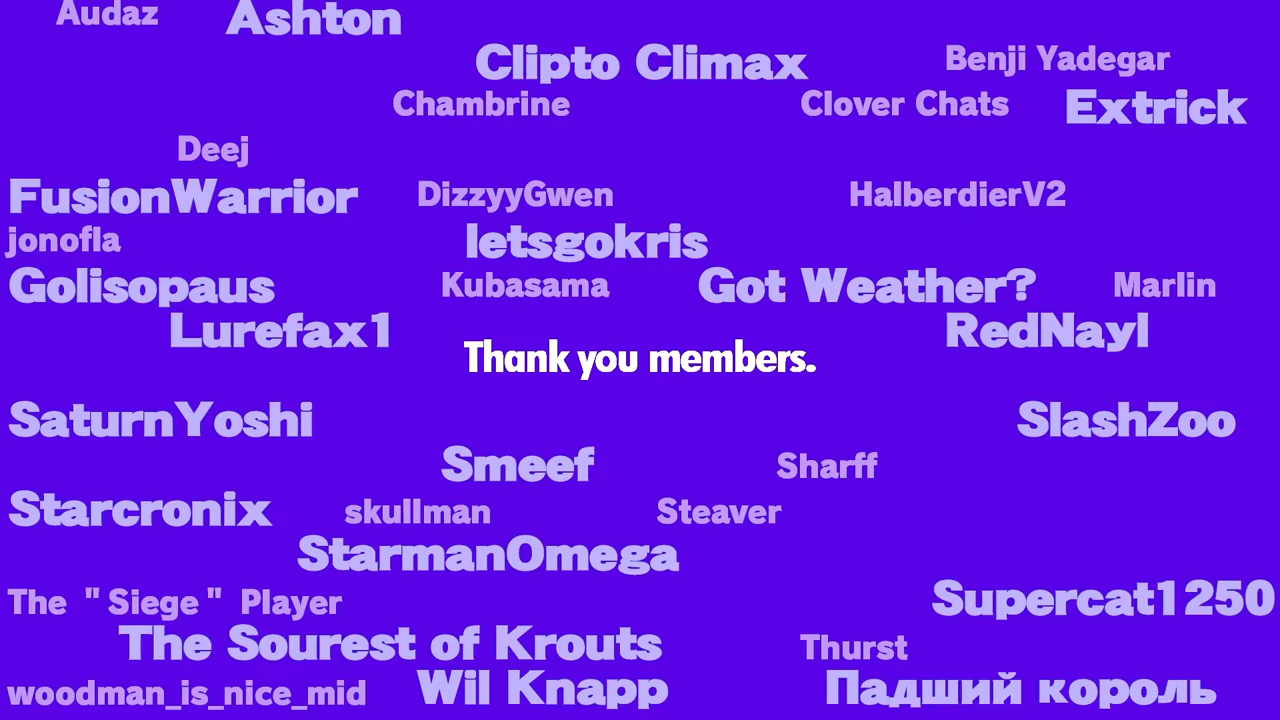 Audaz Ashton
Clipto Climax Benji Yadegar
Chambrine Clover Chats Extrick
Deej
FusionWarrior DizzyyGwen HalberdierV2
jonofla letsgokris
Golisopaus Kubasama Got Weather? Marlin
Lurefax1 RedNayl
Thank you members.
SaturnYoshi SlashZoo
Smeef Sharff
Starcronix skullman Steaver
StarmanOmega
The "Siege" Player Supercat1250
The Sourest of Krouts Thurst
woodman_is_nice_mid Wil Knapp Падший король